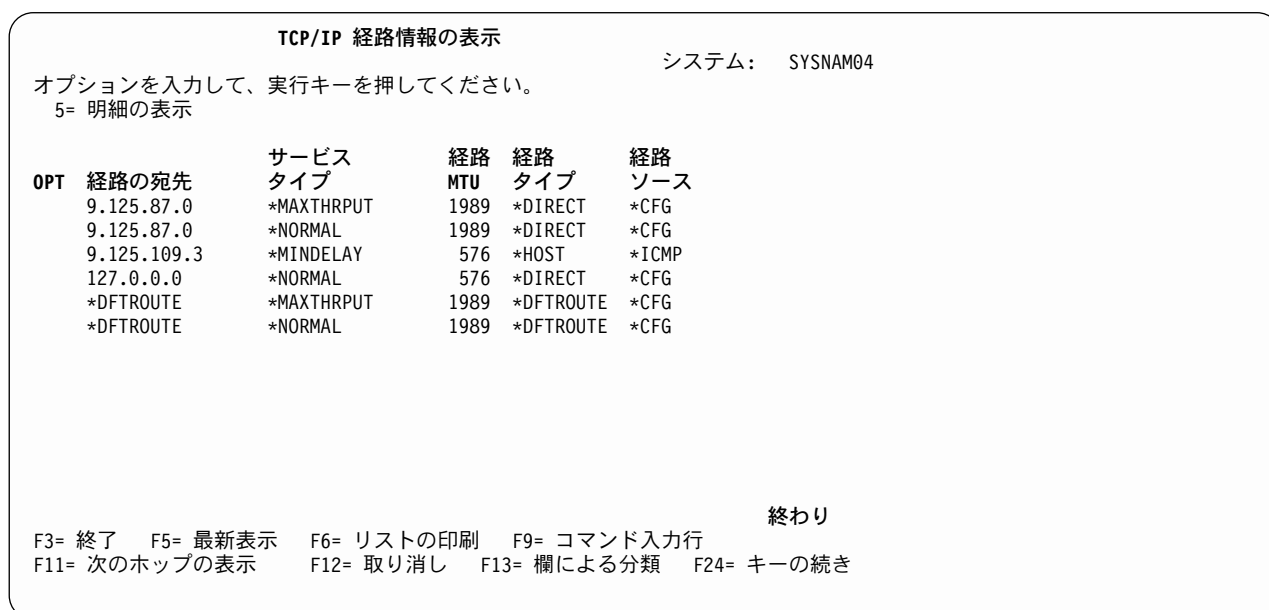 TCP/IP 経路情報の表示
システム: SYSNAM04
オプションを入力して、実行キーを押してください。
5= 明細の表示
サービス 経路 経路 経路
OPT 経路の宛先 タイプ MTU タイプ ソース
9.125.87.0 *MAXTHRPUT 1989 *DIRECT *CFG
9.125.87.0 *NORMAL 1989 *DIRECT *CFG
9.125.109.3 *MINDELAY 576 *HOST *ICMP
127.0.0.0 *NORMAL 576 *DIRECT *CFG
*DFTROUTE *MAXTHRPUT 1989 *DFTROUTE *CFG
*DFTROUTE *NORMAL 1989 *DFTROUTE *CFG
終わり
F3= 終了 F5= 最新表示 F6= リストの印刷 F9= コマンド入力行
F11= 次のホップの表示 F12= 取り消し F13= 欄による分類 F24= キーの続き